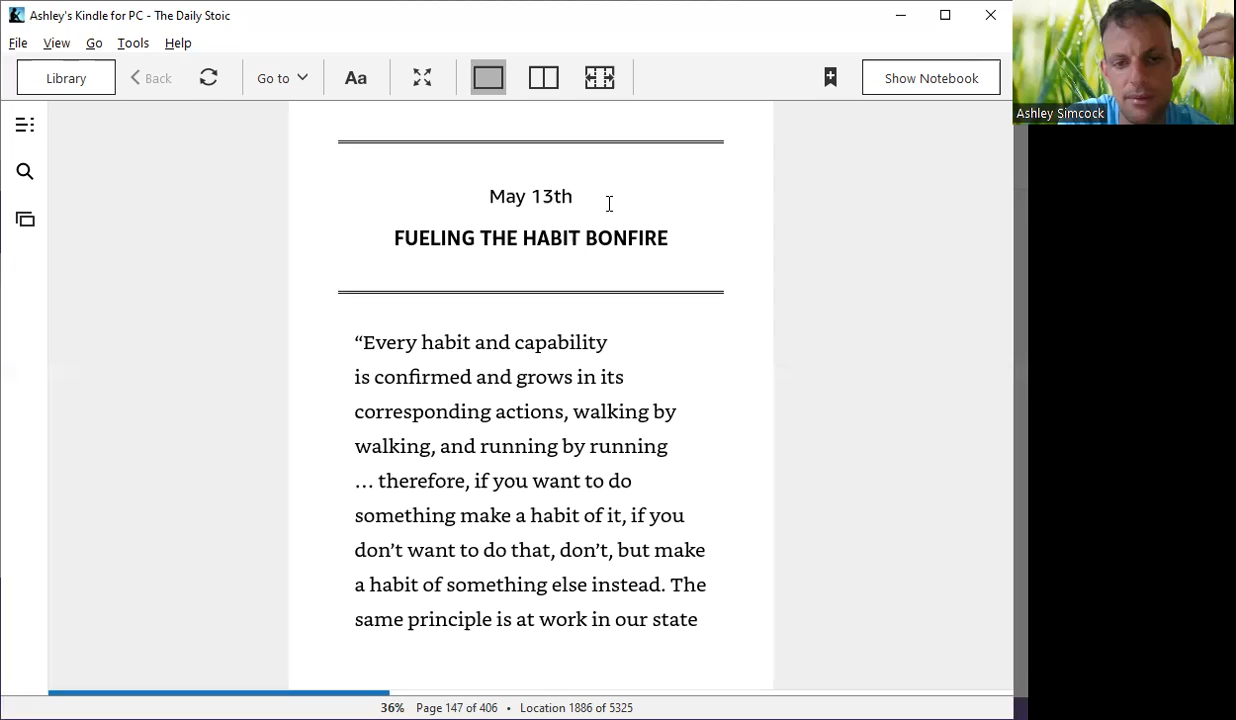 Ashley's Kindle for PC - The Daily Stoic
File View Go Tools Help
Library Back Go to Aa Show Notebook
Ashley Simcock
May 13th
FUELING THE HABIT BONFIRE
“Every habit and capability
is confirmed and grows in its
corresponding actions, walking by
walking, and running by running
… therefore, if you want to do
something make a habit of it, if you
don’t want to do that, don’t, but make
a habit of something else instead. The
same principle is at work in our state
36% Page 147 of 406 • Location 1886 of 5325